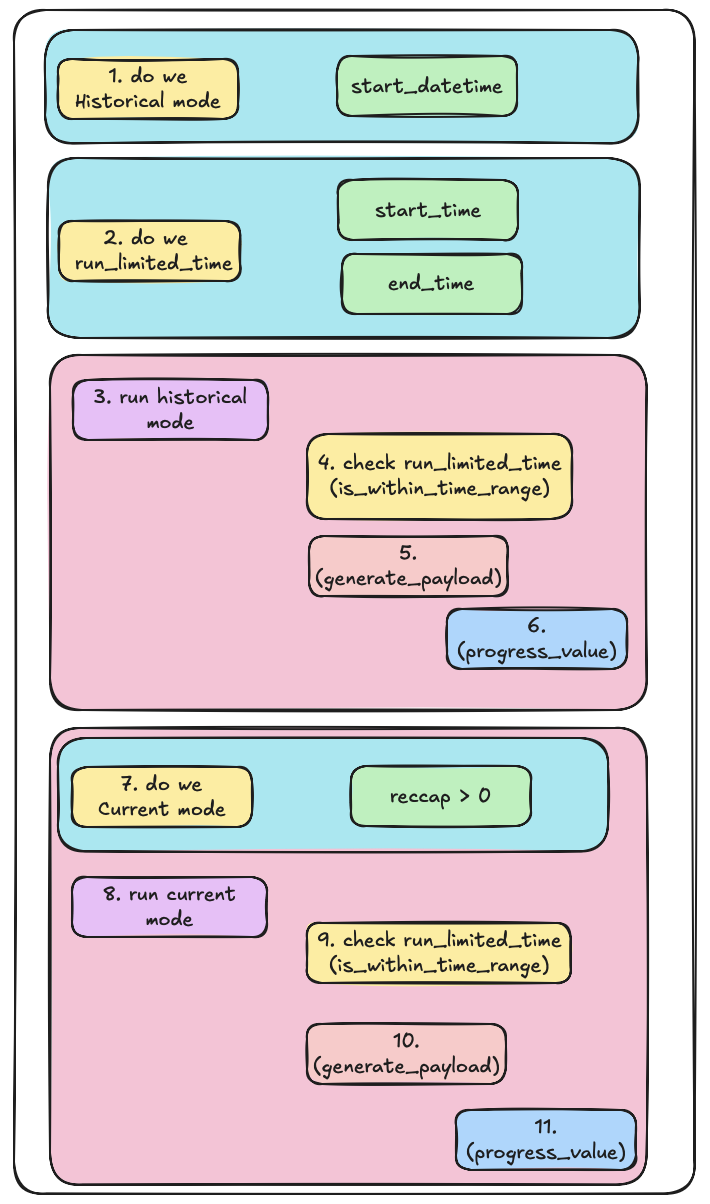 1. do we
Historical mode
start_datetime
2. do we
run_limited_time
start_time
end_time
3. run historical
mode
4. check run_limited_time
(is_within_time_range)
5.
(generate_payload)
6.
(progress_value)
7. do we
Current mode
reccap > 0
8. run current
mode
9. check run_limited_time
(is_within_time_range)
10.
(generate_payload)
11.
(progress_value)